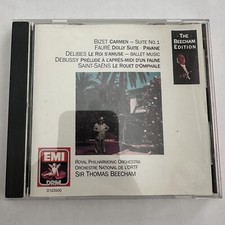 BIZET CARMEN – SUITE NO.1
FAURÉ DOLLY SUITE · PAVANE
DELIBES LE ROI S'AMUSE – BALLET MUSIC
DEBUSSY PRÉLUDE À L'APRÈS-MIDI D'UN FAUNE
SAINT-SAËNS LE ROUET D'OMPHALE
THE
BEECHAM
EDITION
EMI
ROYAL PHILHARMONIC ORCHESTRA
ORCHESTRE NATIONAL DE L'ORTF
SIR THOMAS BEECHAM